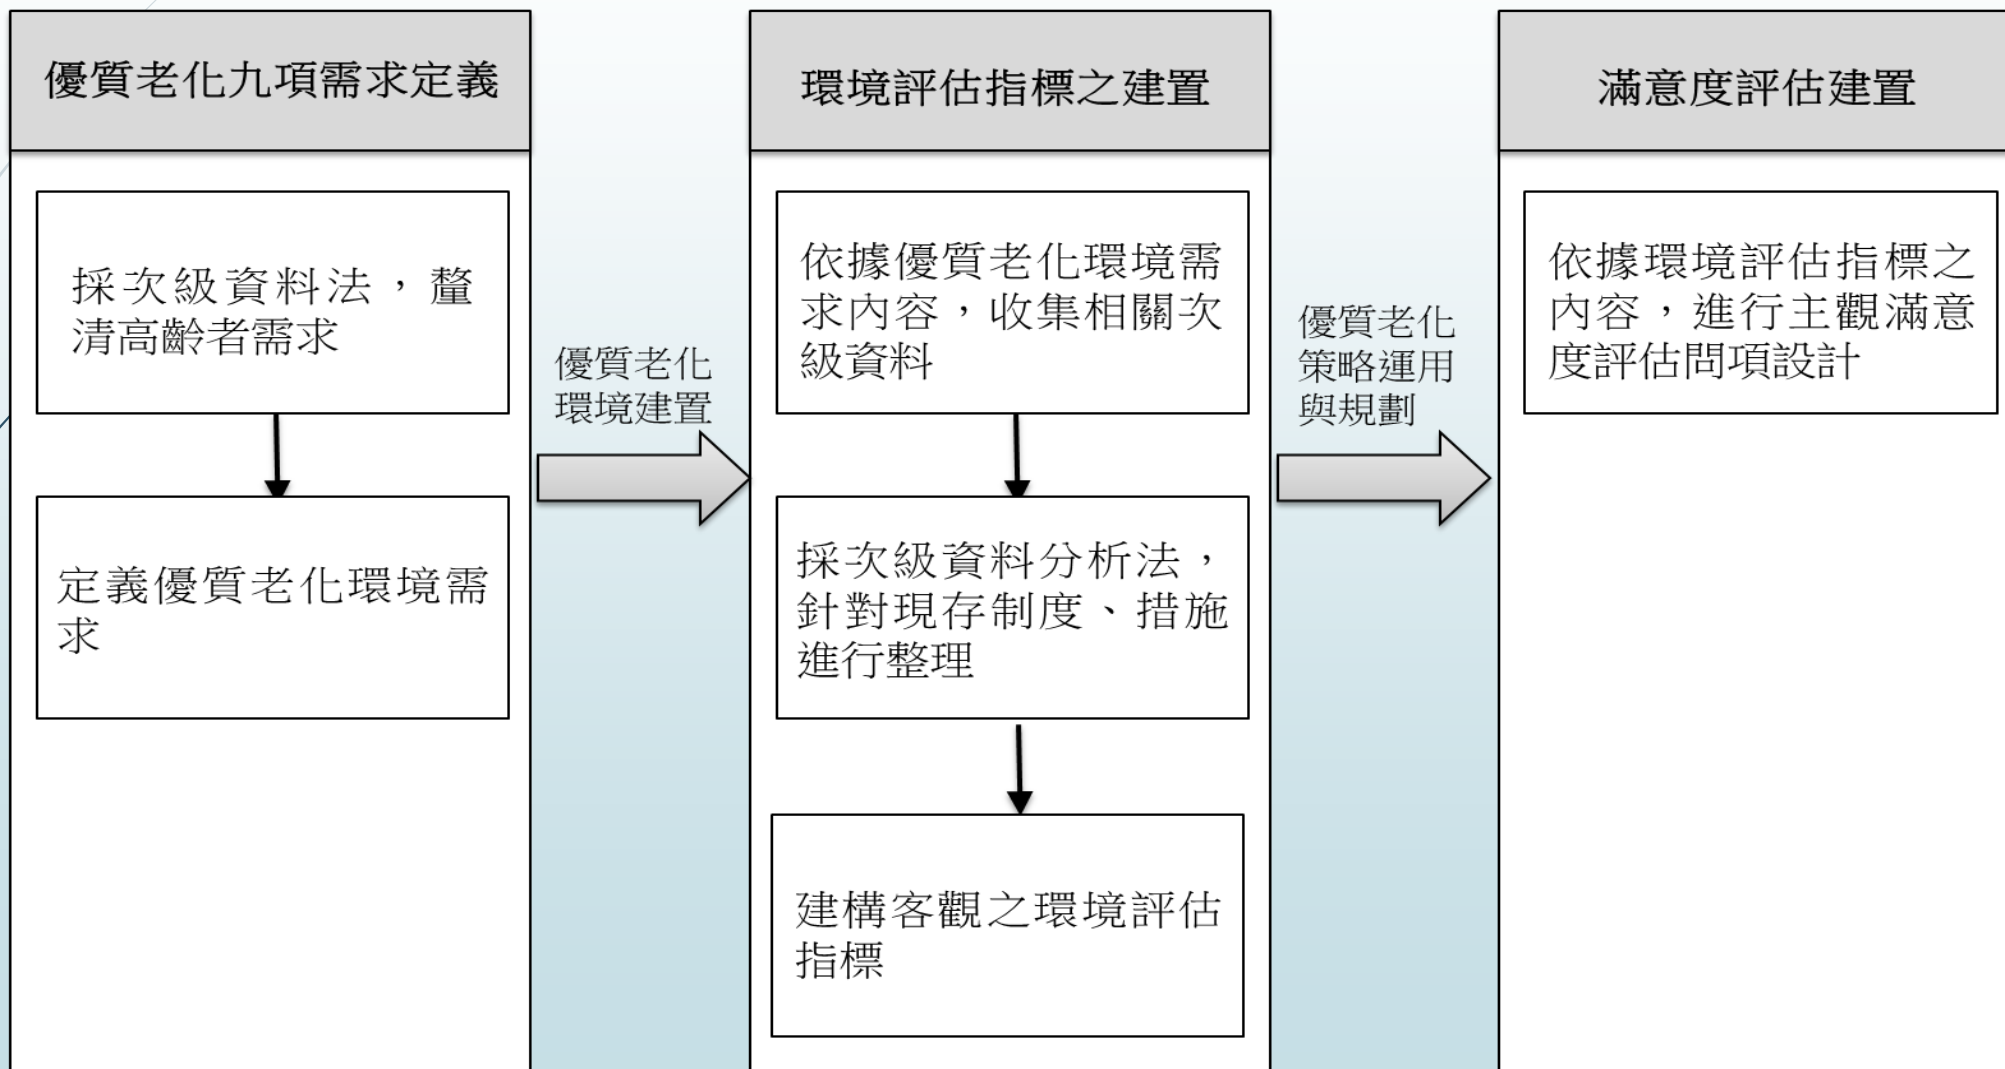 優質老化九項需求定義
採次級資料法，釐
清高齡者需求
定義優質老化環境需
求
優質老化
環境建置
環境評估指標之建置
依據優質老化環境需
求內容，收集相關次
級資料
採次級資料分析法，
針對現存制度、措施
進行整理
建構客觀之環境評估
指標
優質老化
策略運用
與規劃
滿意度評估建置
依據環境評估指標之
內容，進行主觀滿意
度評估問項設計